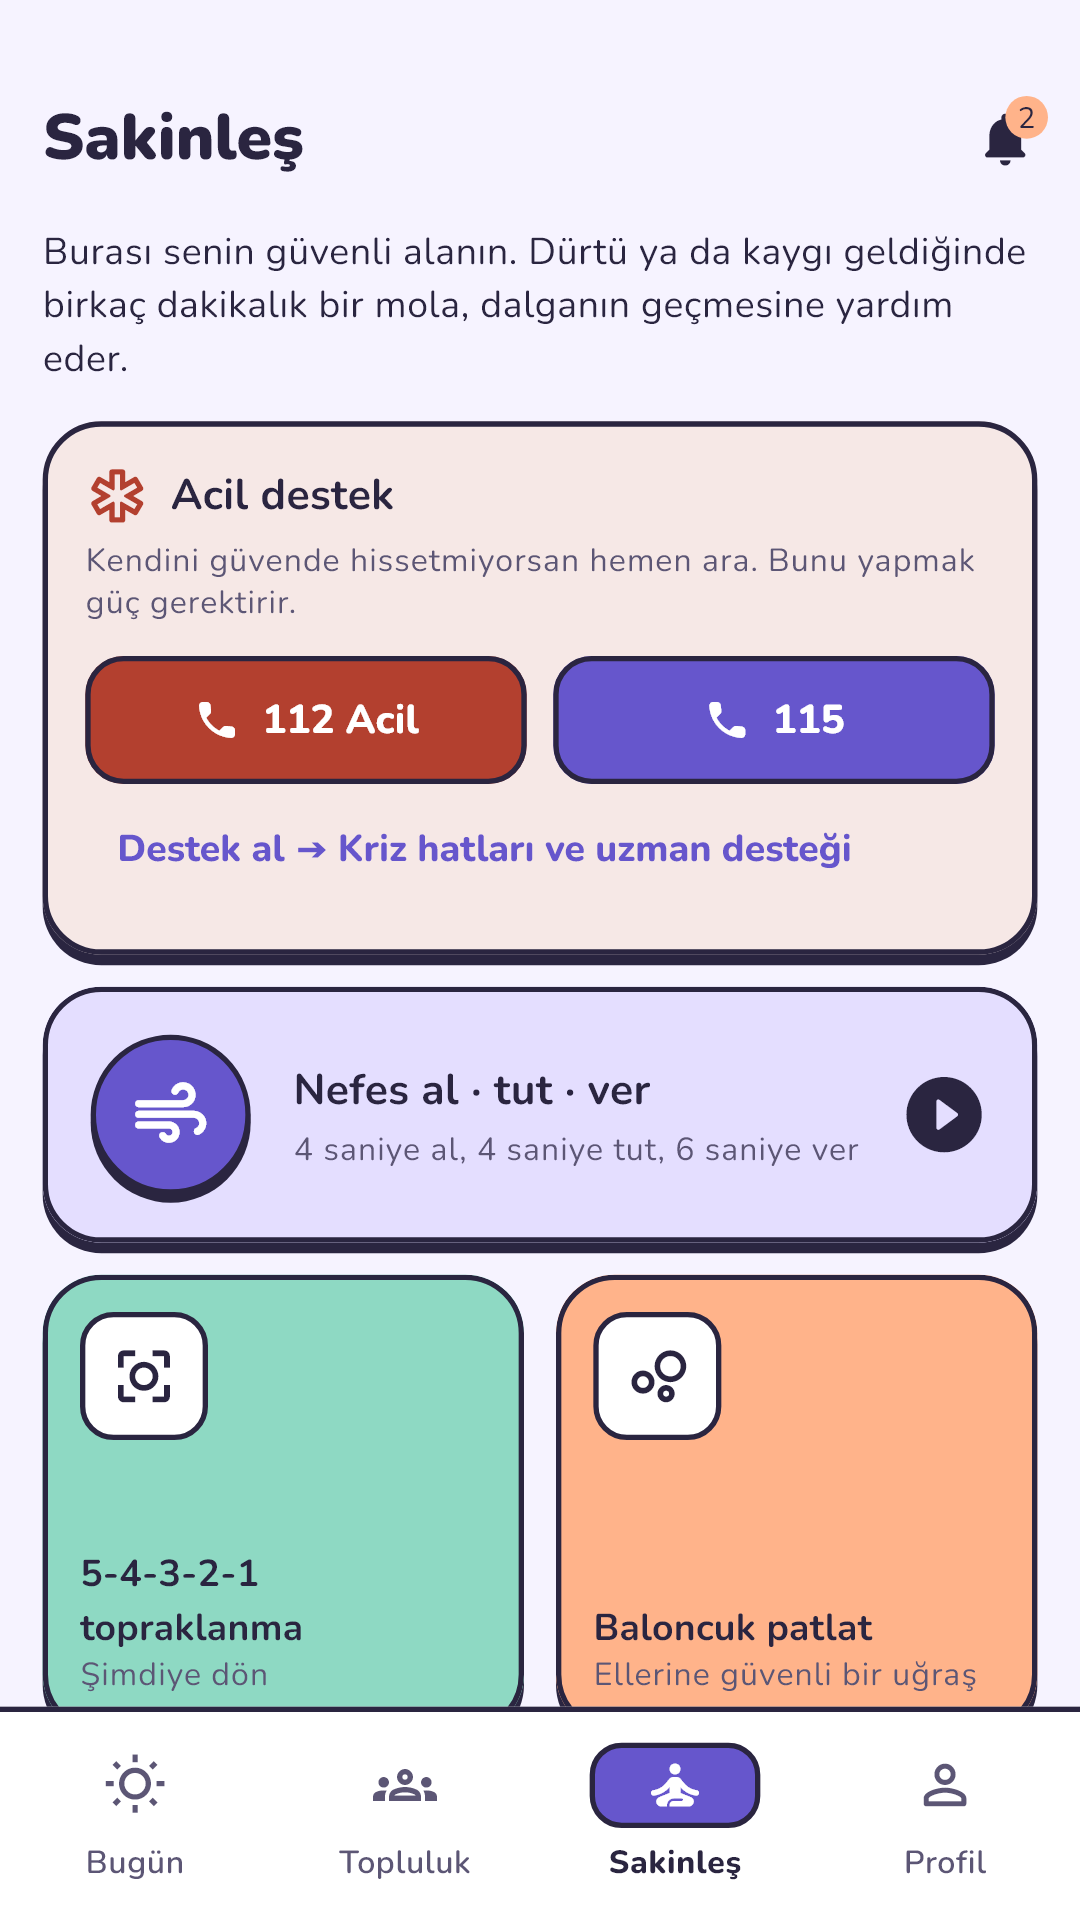 Sakinleş
2
Burası senin güvenli alanın. Dürtü ya da kaygı geldiğinde
birkaç dakikalık bir mola, dalganın geçmesine yardım
eder.
Acil destek
Kendini güvende hissetmiyorsan hemen ara. Bunu yapmak
güç gerektirir.
112 Acil
115
Destek al → Kriz hatları ve uzman desteği
Nefes al · tut · ver
4 saniye al, 4 saniye tut, 6 saniye ver
5-4-3-2-1
topraklanma
Şimdiye dön
Baloncuk patlat
Ellerine güvenli bir uğraş
Bugün
Topluluk
Sakinleş
Profil